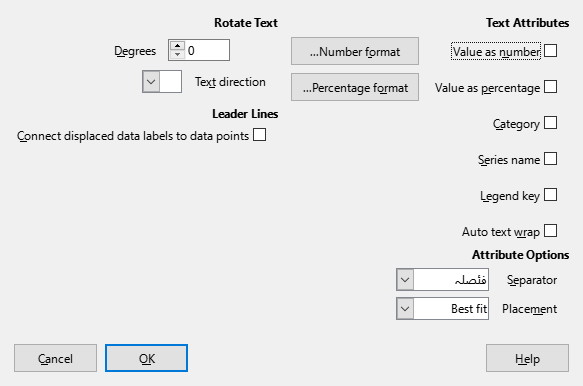 Text Attributes
Value as number
...Number format
Value as percentage
...Percentage format
Category
Series name
Legend key
Auto text wrap
Attribute Options
Separator
فئصلہ
Placement
Best fit
Rotate Text
Degrees
0
Text direction
Leader Lines
Connect displaced data labels to data points
Help
OK
Cancel